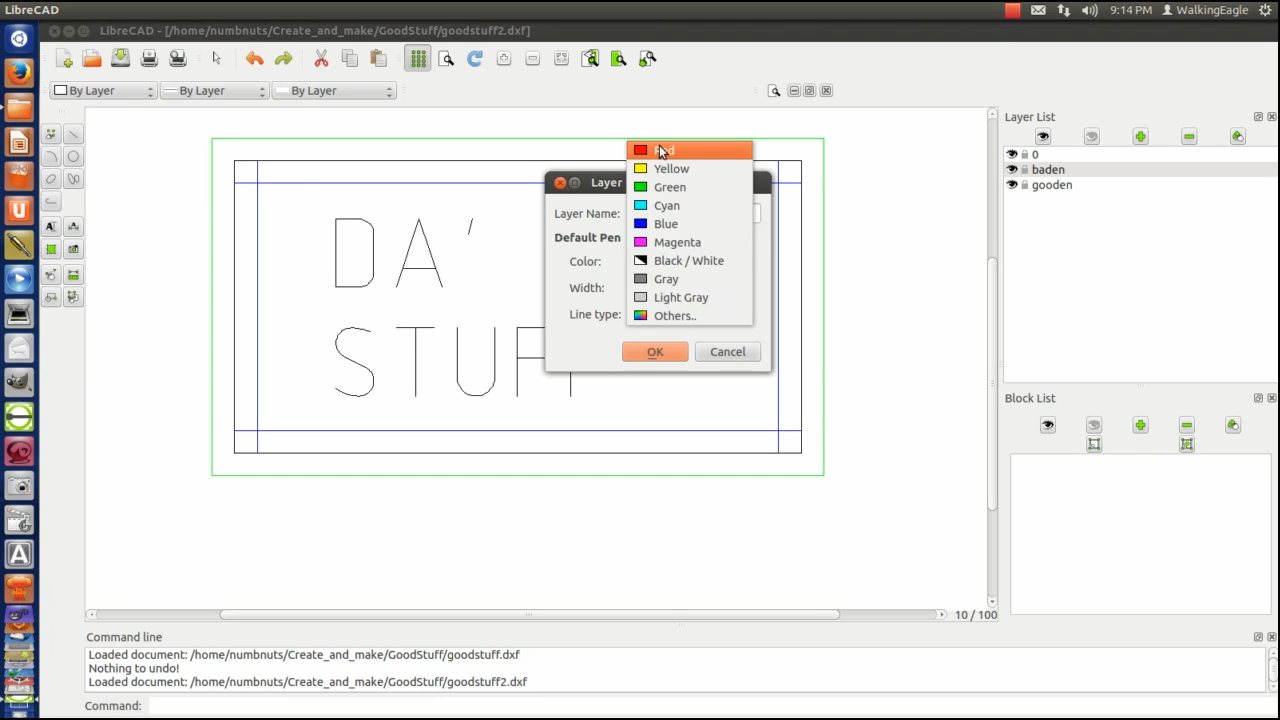 LibreCAD
9:14 PM
WalkingEagle
LibreCAD - [/home/numbnuts/Create_and_make/GoodStuff/goodstuff2.dxf]
By Layer
By Layer
By Layer
Layer List
0
baden
gooden
DA'
STUFF
Layer
Layer Name:
Default Pen
Color:
Width:
Line type:
Red
Yellow
Green
Cyan
Blue
Magenta
Black / White
Gray
Light Gray
Others..
OK
Cancel
Block List
10 / 100
Command line
Loaded document: /home/numbnuts/Create_and_make/GoodStuff/goodstuff.dxf
Nothing to undo!
Loaded document: /home/numbnuts/Create_and_make/GoodStuff/goodstuff2.dxf
Command: